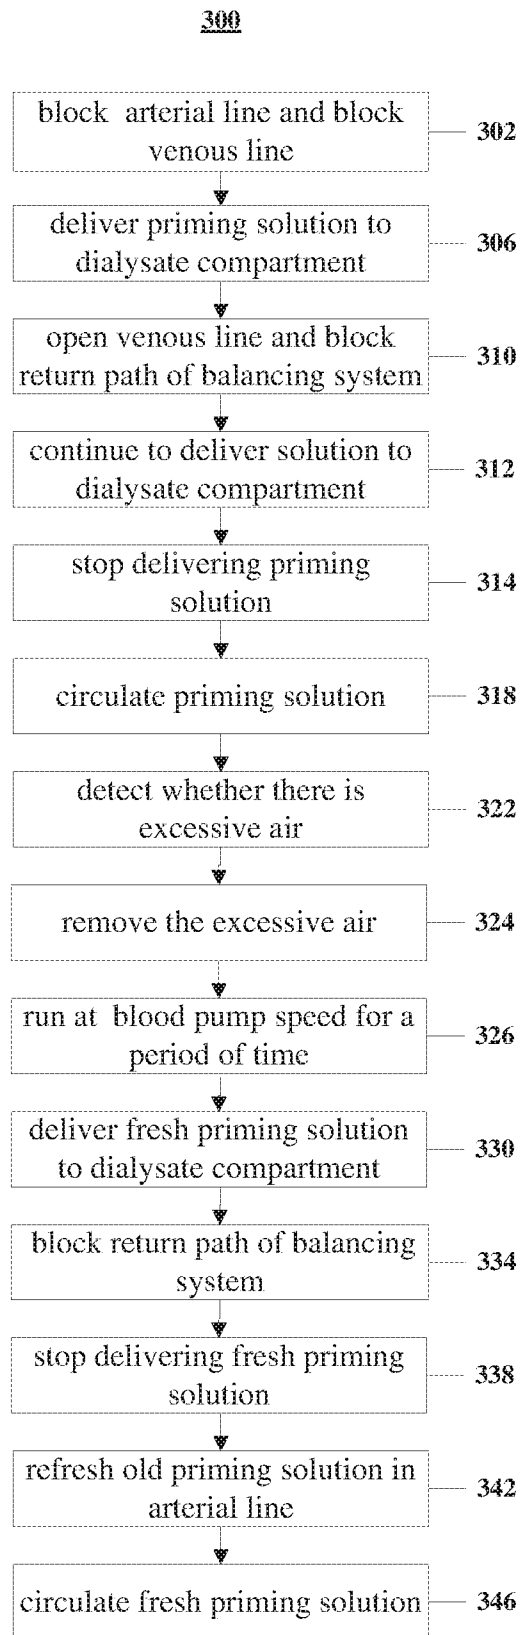 300
block arterial line and block
venous line
302
deliver priming solution to
dialysate compartment
306
open venous line and block
return path of balancing system
310
continue to deliver solution to
dialysate compartment
312
stop delivering priming
solution
314
circulate priming solution
318
detect whether there is
excessive air
322
remove the excessive air
324
run at blood pump speed for a
period of time
326
deliver fresh priming solution
to dialysate compartment
330
block return path of balancing
system
334
stop delivering fresh priming
solution
338
refresh old priming solution in
arterial line
342
circulate fresh priming solution
346